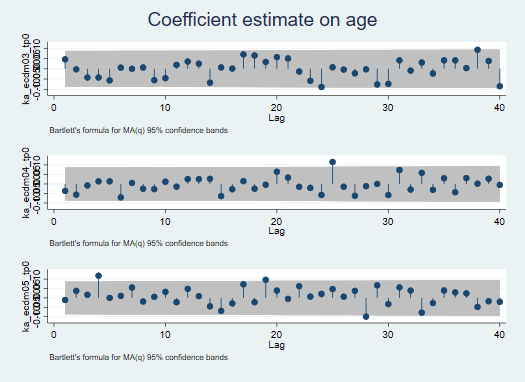 Coefficient estimate on age
ka_ecdm03_tp0
0 10 20 30 40
Lag
Bartlett's formula for MA(q) 95% confidence bands
ka_ecdm04_tp0
0 10 20 30 40
Lag
Bartlett's formula for MA(q) 95% confidence bands
ka_ecdm05_tp0
0 10 20 30 40
Lag
Bartlett's formula for MA(q) 95% confidence bands